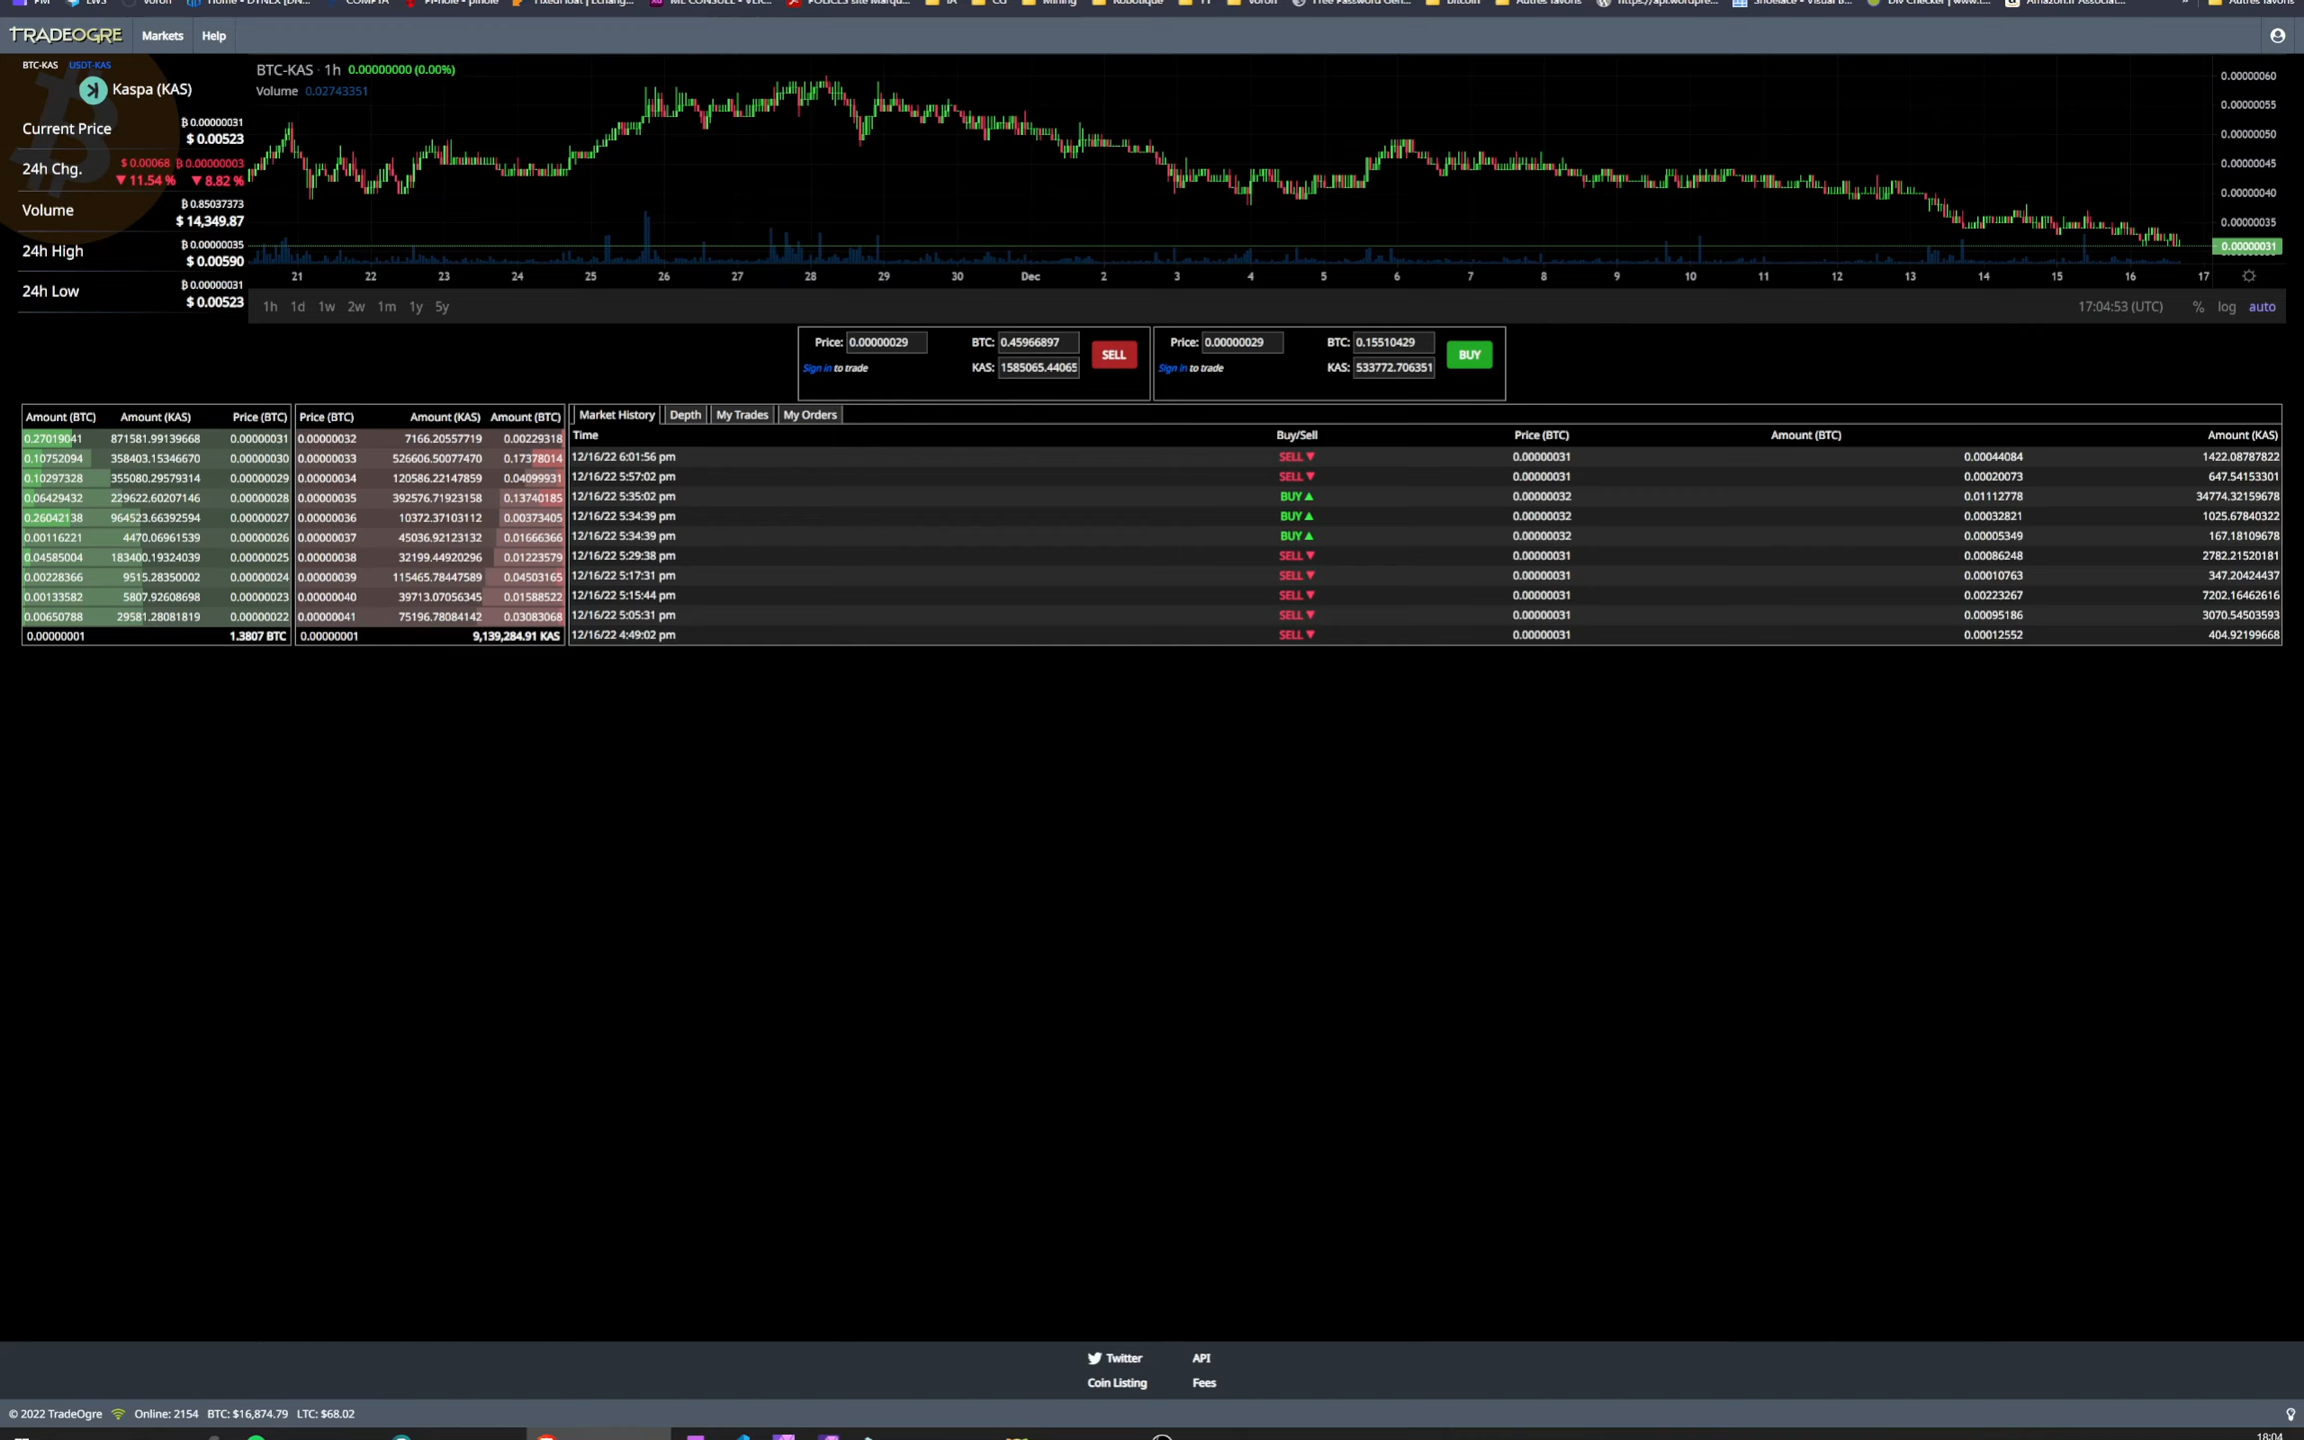 TRADEOGRE Markets Help
BTC-KAS USDT-KAS
Kaspa (KAS)
Current Price ₿ 0.00000031
$ 0.00523
24h Chg. $ 0.00068 ₿ 0.00000003
▼ 11.54 % ▼ 8.82 %
Volume ₿ 0.85037373
$ 14,349.87
24h High ₿ 0.00000035
$ 0.00590
24h Low ₿ 0.00000031
$ 0.00523
BTC-KAS · 1h 0.00000000 (0.00%)
Volume 0.02743351
0.00000060
0.00000055
0.00000050
0.00000045
0.00000040
0.00000035
0.00000031
21 22 23 24 25 26 27 28 29 30 Dec 2 3 4 5 6 7 8 9 10 11 12 13 14 15 16 17
1h 1d 1w 2w 1m 1y 5y 17:04:53 (UTC) % log auto
Price: 0.00000029 BTC: 0.45966897 SELL
Sign in to trade KAS: 1585065.44065
Price: 0.00000029 BTC: 0.15510429 BUY
Sign in to trade KAS: 533772.706351
Amount (BTC) Amount (KAS) Price (BTC)
0.27019041 871581.99139668 0.00000031
0.10752094 358403.15346670 0.00000030
0.10297328 355080.29579314 0.00000029
0.06429432 229622.60207146 0.00000028
0.26042138 964523.66392594 0.00000027
0.00116221 4470.06961539 0.00000026
0.04585004 183400.19324039 0.00000025
0.00228366 9515.28350002 0.00000024
0.00133582 5807.92608698 0.00000023
0.00650788 29581.28081819 0.00000022
0.00000001 1.3807 BTC
Price (BTC) Amount (KAS) Amount (BTC)
0.00000032 7166.20557719 0.00229318
0.00000033 526606.50077470 0.17378014
0.00000034 120586.22147859 0.04099931
0.00000035 392576.71923158 0.13740185
0.00000036 10372.37103112 0.00373405
0.00000037 45036.92123132 0.01666366
0.00000038 32199.44920296 0.01223579
0.00000039 115465.78447589 0.04503165
0.00000040 39713.07056345 0.01588522
0.00000041 75196.78084142 0.03083068
0.00000001 9,139,284.91 KAS
Market History Depth My Trades My Orders
Time Buy/Sell Price (BTC) Amount (BTC) Amount (KAS)
12/16/22 6:01:56 pm SELL ▼ 0.00000031 0.00044084 1422.08787822
12/16/22 5:57:02 pm SELL ▼ 0.00000031 0.00020073 647.54153301
12/16/22 5:35:02 pm BUY ▲ 0.00000032 0.01112778 34774.32159678
12/16/22 5:34:39 pm BUY ▲ 0.00000032 0.00032821 1025.67840322
12/16/22 5:34:39 pm BUY ▲ 0.00000032 0.00005349 167.18109678
12/16/22 5:29:38 pm SELL ▼ 0.00000031 0.00086248 2782.21520181
12/16/22 5:17:31 pm SELL ▼ 0.00000031 0.00010763 347.20424437
12/16/22 5:15:44 pm SELL ▼ 0.00000031 0.00223267 7202.16462616
12/16/22 5:05:31 pm SELL ▼ 0.00000031 0.00095186 3070.54503593
12/16/22 4:49:02 pm SELL ▼ 0.00000031 0.00012552 404.92199668
Twitter API
Coin Listing Fees
© 2022 TradeOgre Online: 2154 BTC: $16,874.79 LTC: $68.02
18:04